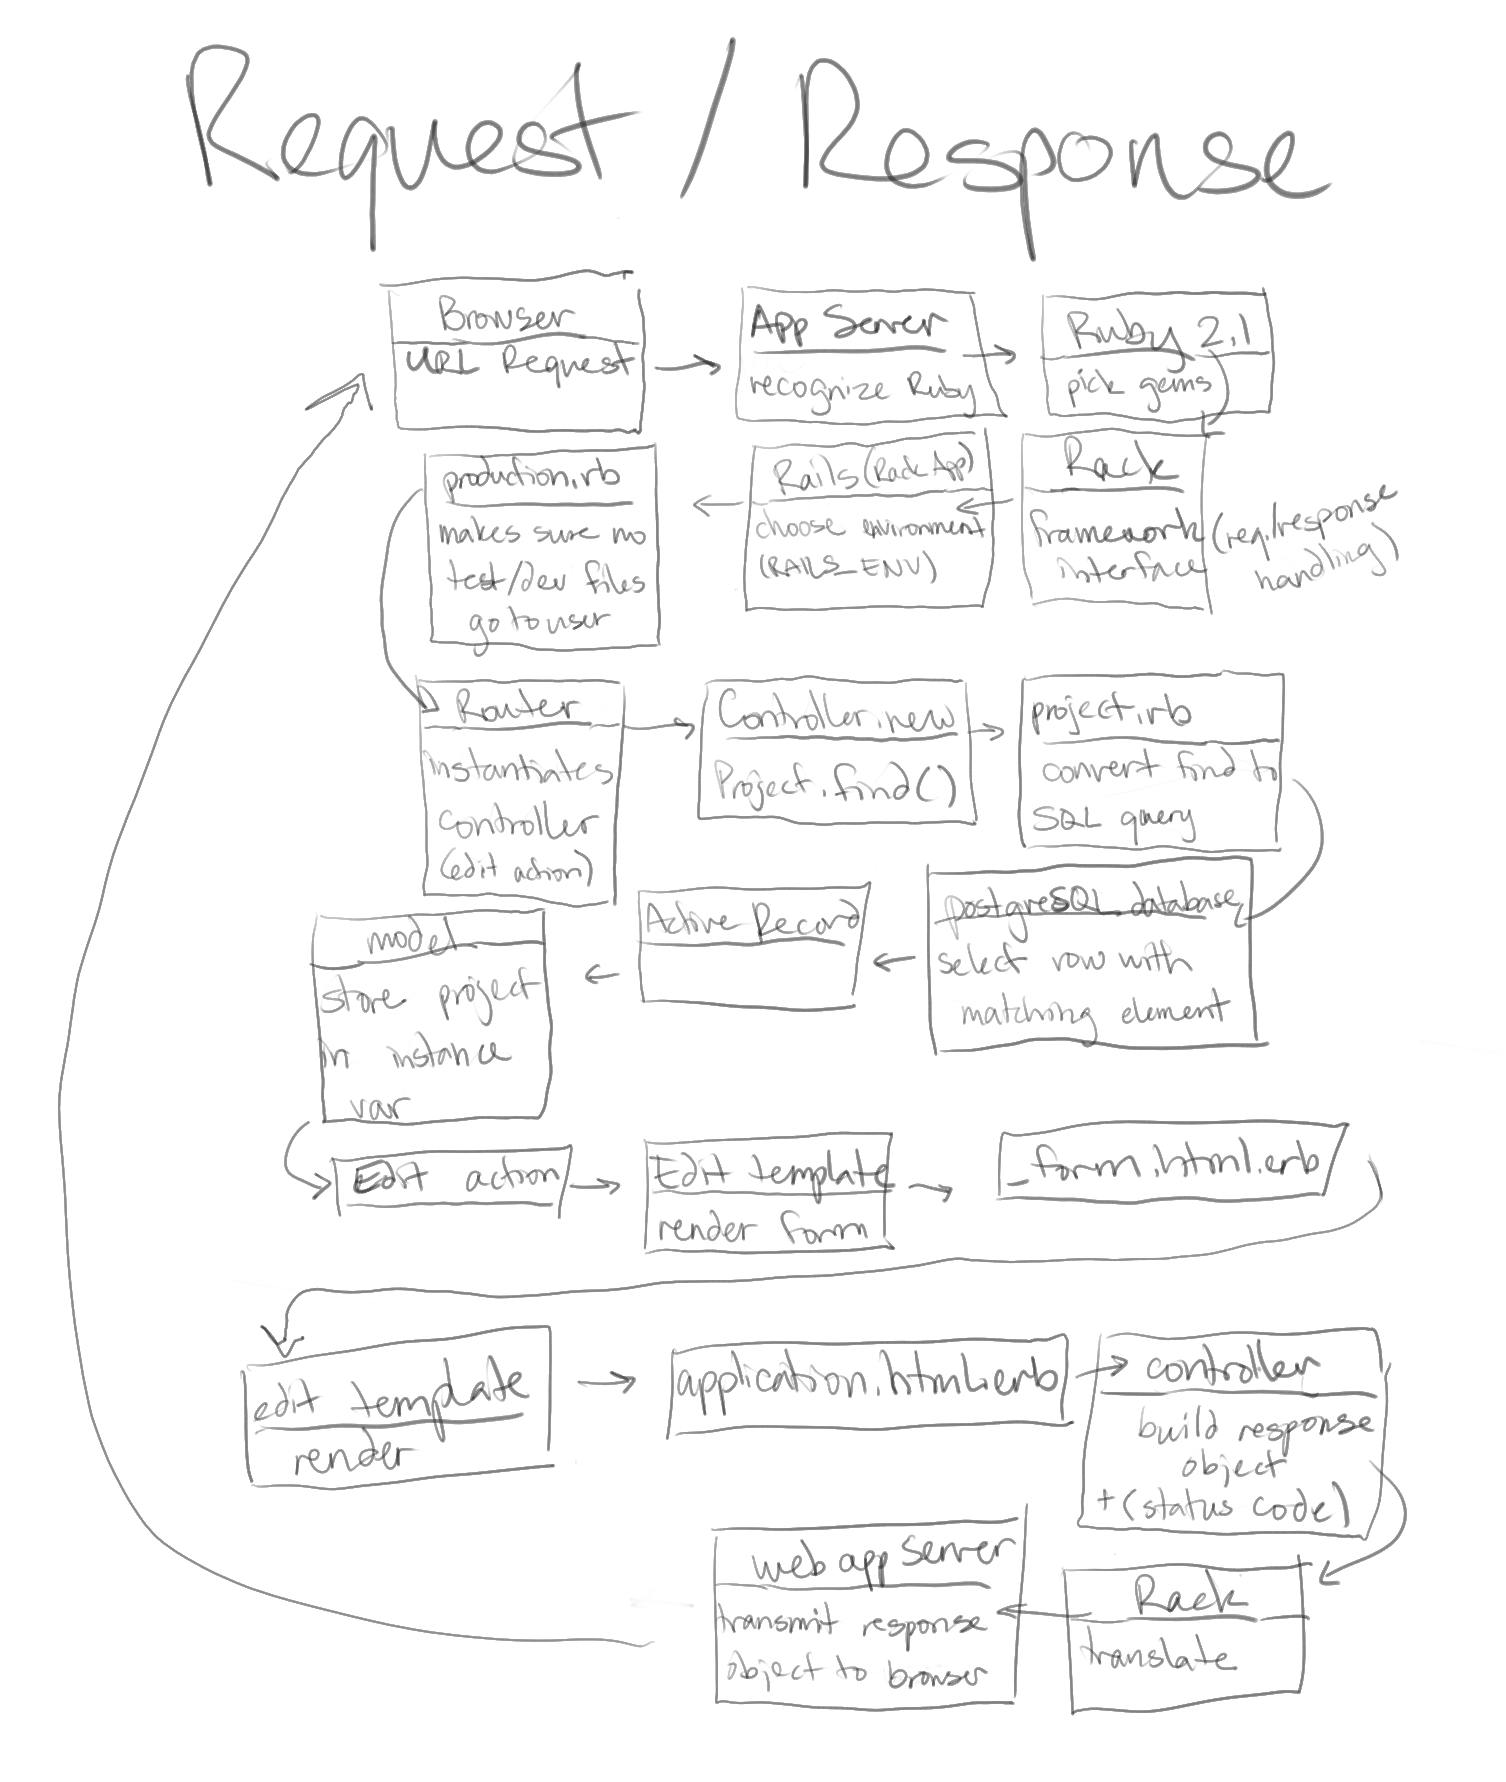 Request / Response
Browser
URL Request
App Server
recognize Ruby
Ruby 2.1
pick gems
Rack
framework
interface
(req./response
handling)
Rails (Rack App)
choose environment
(RAILS_ENV)
production.rb
makes sure no
test/dev files
go to user
Router
instantiates
controller
(edit action)
Controller.new
Project.find()
project.rb
convert find to
SQL query
postgreSQL database
select row with
matching element
Active Record
model
store project
in instance
var
Edit action
Edit template
render form
_form.html.erb
edit template
render
application.html.erb
controller
build response
object
+(status code)
Rack
translate
web app server
transmit response
object to browser